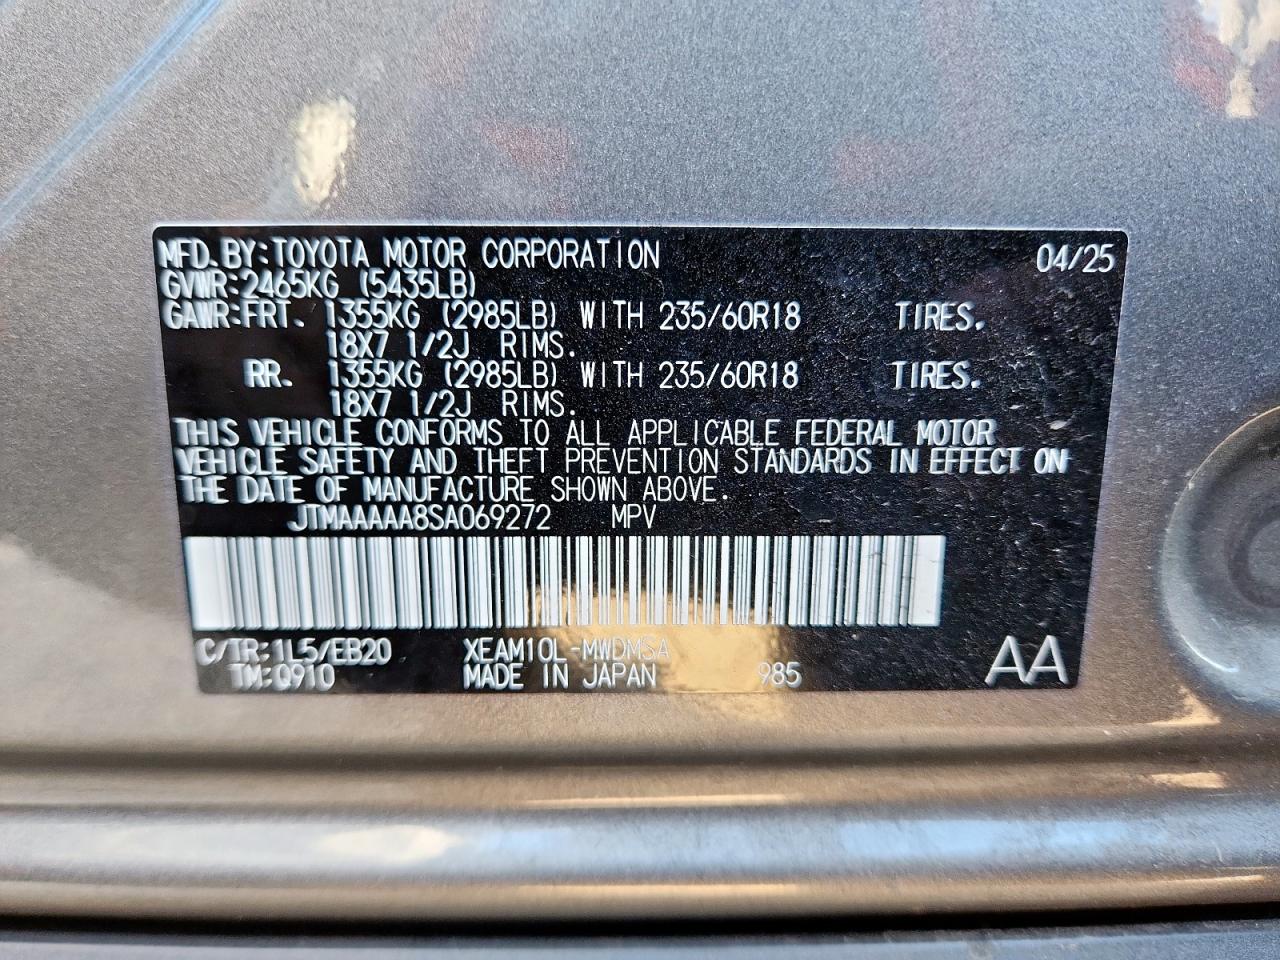 MFD.BY:TOYOTA MOTOR CORPORATION 04/25
GVWR:2465KG (5435LB)
GAWR:FRT. 1355KG (2985LB) WITH 235/60R18 TIRES.
18X7 1/2J RIMS.
RR. 1355KG (2985LB) WITH 235/60R18 TIRES.
18X7 1/2J RIMS.
THIS VEHICLE CONFORMS TO ALL APPLICABLE FEDERAL MOTOR
VEHICLE SAFETY AND THEFT PREVENTION STANDARDS IN EFFECT ON
THE DATE OF MANUFACTURE SHOWN ABOVE.
JTMAAAAA8SA069272 MPV
C/TR:1L5/EB20 XEAM10L-MWDMSA
TM:Q910 MADE IN JAPAN 985 AA